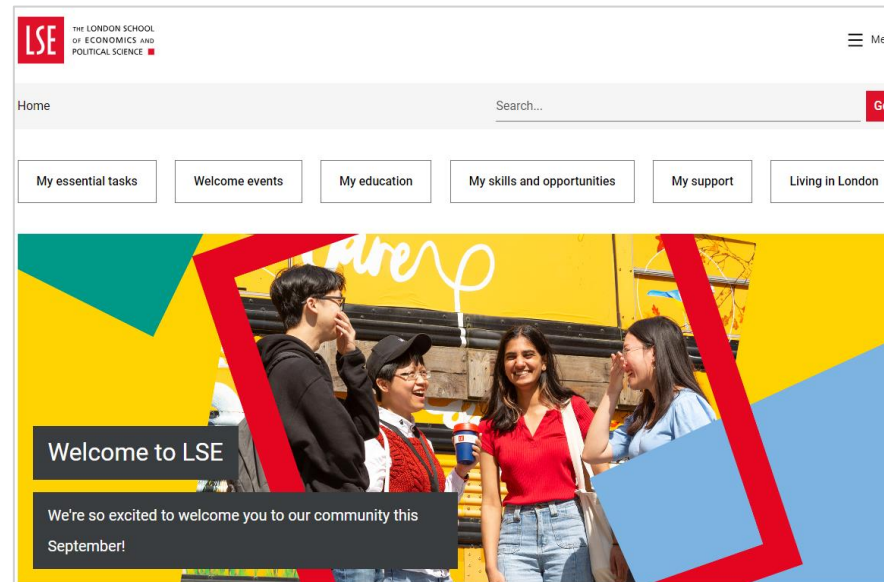 LSE
THE LONDON SCHOOL
OF ECONOMICS AND
POLITICAL SCIENCE
Home
Search...
My essential tasks
Welcome events
My education
My skills and opportunities
My support
Living in London
Welcome to LSE
We're so excited to welcome you to our community this
September!